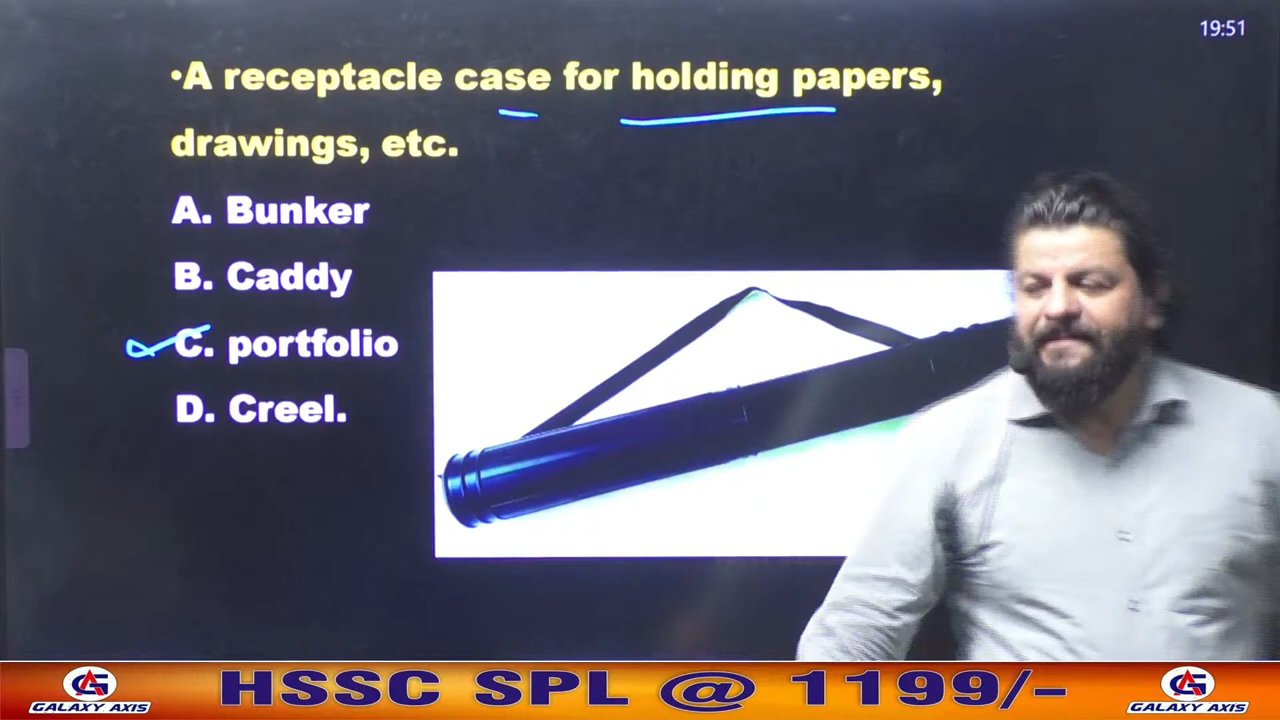 19:51
•A receptacle case for holding papers,
drawings, etc.
A. Bunker
B. Caddy
C. portfolio
D. Creel.
GALAXY AXIS
HSSC SPL @ 1199/-
GALAXY AXIS